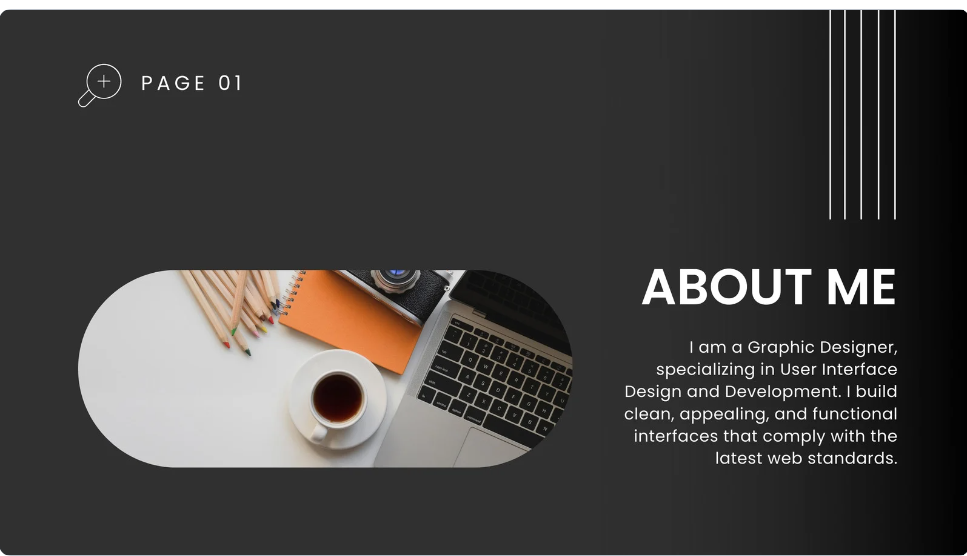 PAGE 01
ABOUT ME
I am a Graphic Designer,
specializing in User Interface
Design and Development. I build
clean, appealing, and functional
interfaces that comply with the
latest web standards.